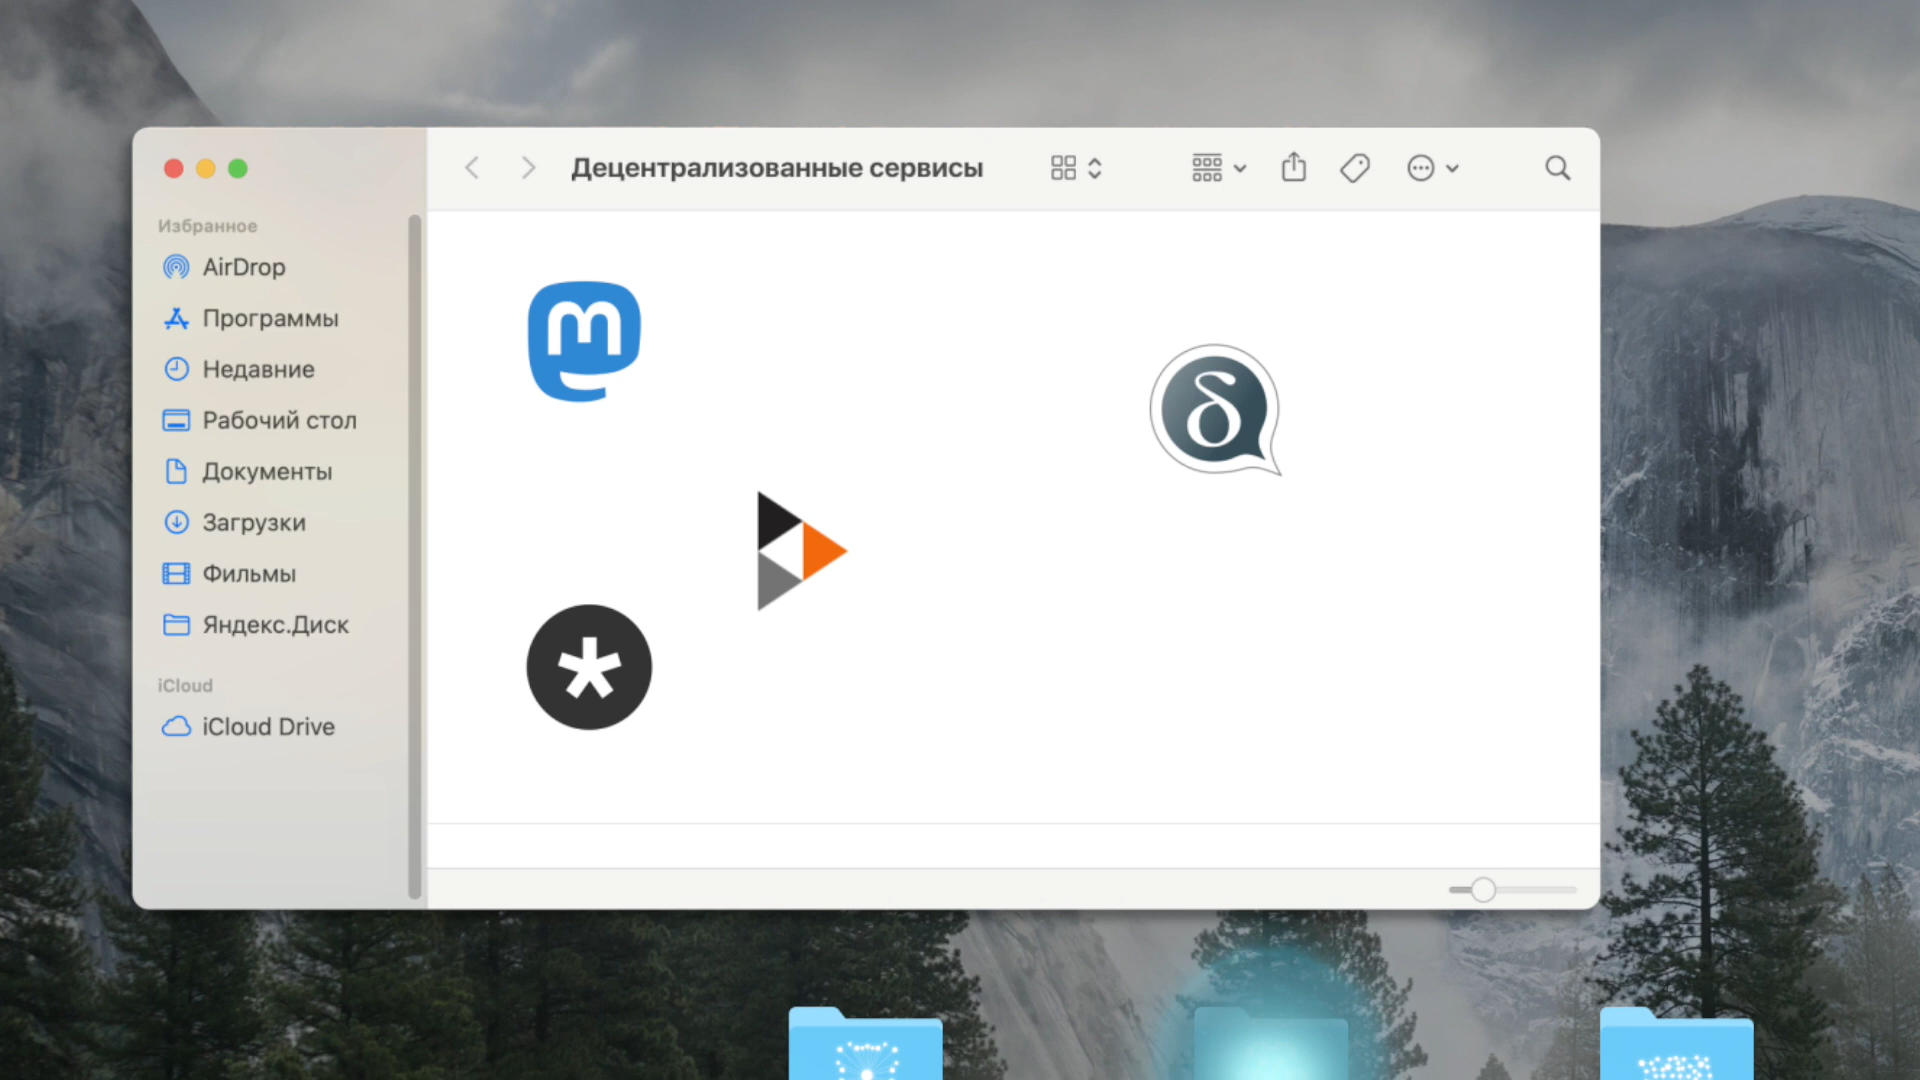 Децентрализованные сервисы
Избранное
AirDrop
Программы
Недавние
Рабочий стол
Документы
Загрузки
Фильмы
Яндекс.Диск
iCloud
iCloud Drive
m
δ
*